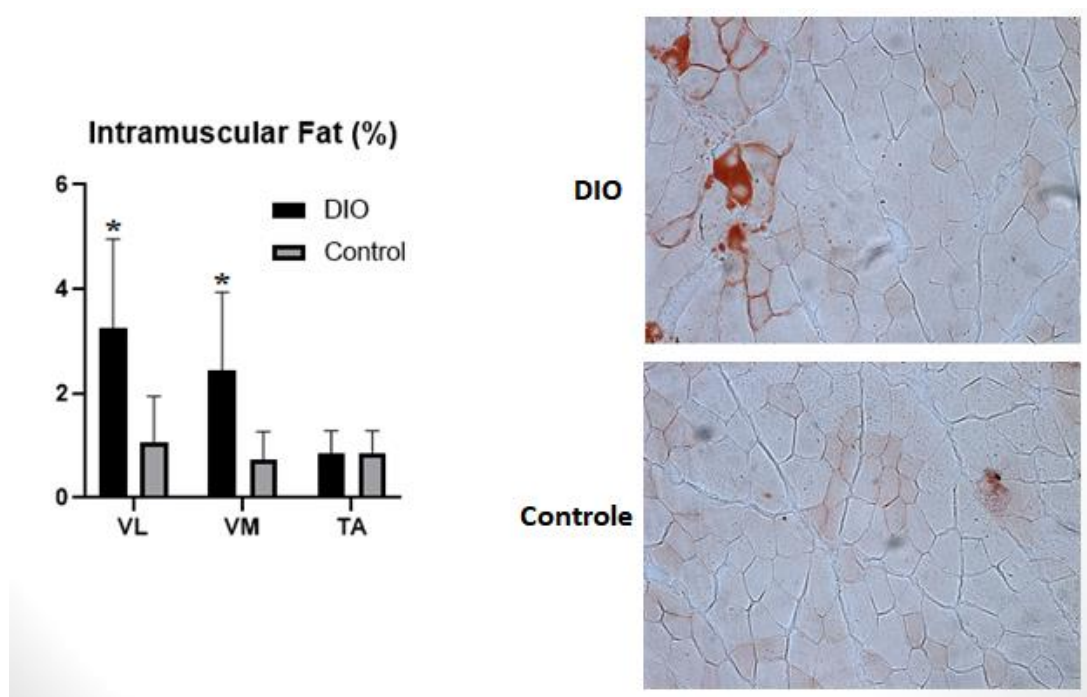 Intramuscular Fat (%)
6
4
2
0
*
*
DIO
Control
VL
VM
TA
DIO
Controle